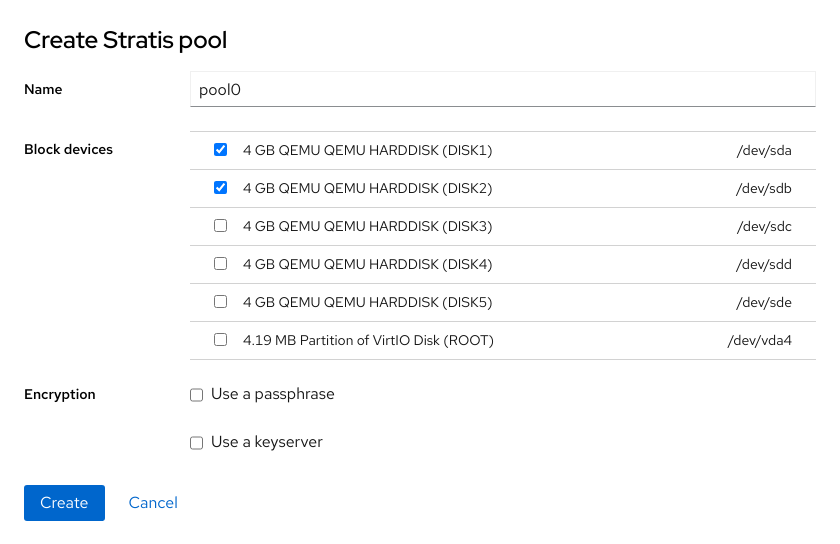 Create Stratis pool
Name pool0
Block devices 4 GB QEMU QEMU HARDDISK (DISK1) /dev/sda
4 GB QEMU QEMU HARDDISK (DISK2) /dev/sdb
4 GB QEMU QEMU HARDDISK (DISK3) /dev/sdc
4 GB QEMU QEMU HARDDISK (DISK4) /dev/sdd
4 GB QEMU QEMU HARDDISK (DISK5) /dev/sde
4.19 MB Partition of VirtIO Disk (ROOT) /dev/vda4
Encryption Use a passphrase
Use a keyserver
Create Cancel